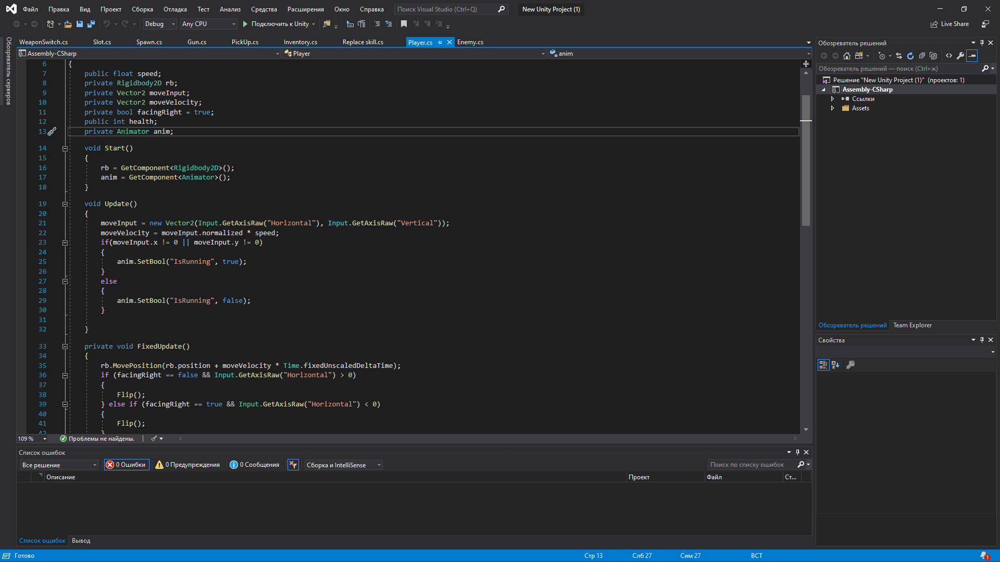 Файл Правка Вид Проект Сборка Отладка Тест Анализ Средства Расширения Окно Справка Поиск Visual Studio (Ctrl+Q) New Unity Project (1)
Debug Any CPU Подключить к Unity Live Share
Обозреватель серверов
WeaponSwitch.cs Slot.cs Spawn.cs Gun.cs PickUp.cs Inventory.cs Replace skill.cs Player.cs Enemy.cs
Assembly-CSharp Player anim
6 {
7 public float speed;
8 private Rigidbody2D rb;
9 private Vector2 moveInput;
10 private Vector2 moveVelocity;
11 private bool facingRight = true;
12 public int health;
13 private Animator anim;
14 void Start()
15 {
16 rb = GetComponent<Rigidbody2D>();
17 anim = GetComponent<Animator>();
18 }
19 void Update()
20 {
21 moveInput = new Vector2(Input.GetAxisRaw("Horizontal"), Input.GetAxisRaw("Vertical"));
22 moveVelocity = moveInput.normalized * speed;
23 if(moveInput.x != 0 || moveInput.y != 0)
24 {
25 anim.SetBool("IsRunning", true);
26 }
27 else
28 {
29 anim.SetBool("IsRunning", false);
30 }
31
32 }
33 private void FixedUpdate()
34 {
35 rb.MovePosition(rb.position + moveVelocity * Time.fixedUnscaledDeltaTime);
36 if (facingRight == false && Input.GetAxisRaw("Horizontal") > 0)
37 {
38 Flip();
39 } else if (facingRight == true && Input.GetAxisRaw("Horizontal") < 0)
40 {
41 Flip();
42 }
109 % Проблемы не найдены.
Список ошибок
Все решение 0 Ошибки 0 Предупреждения 0 Сообщения Сборка и IntelliSense Поиск по списку ошибок
Описание Проект Файл Ст...
Список ошибок Вывод
Обозреватель решений
Обозреватель решений — поиск (Ctrl+ж)
Решение "New Unity Project (1)" (проектов: 1)
Assembly-CSharp
Ссылки
Assets
Обозреватель решений Team Explorer
Свойства
Готово Стр 13 Слб 27 Сим 27 ВСТ 1